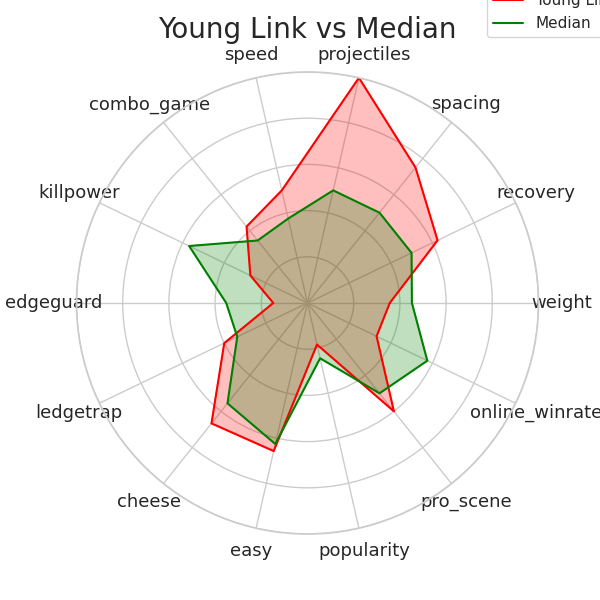 Young Link vs Median
Young
Median
speed
projectiles
combo_game
spacing
killpower
recovery
edgeguard
weight
ledgetrap
online_winrate
cheese
pro_scene
easy
popularity